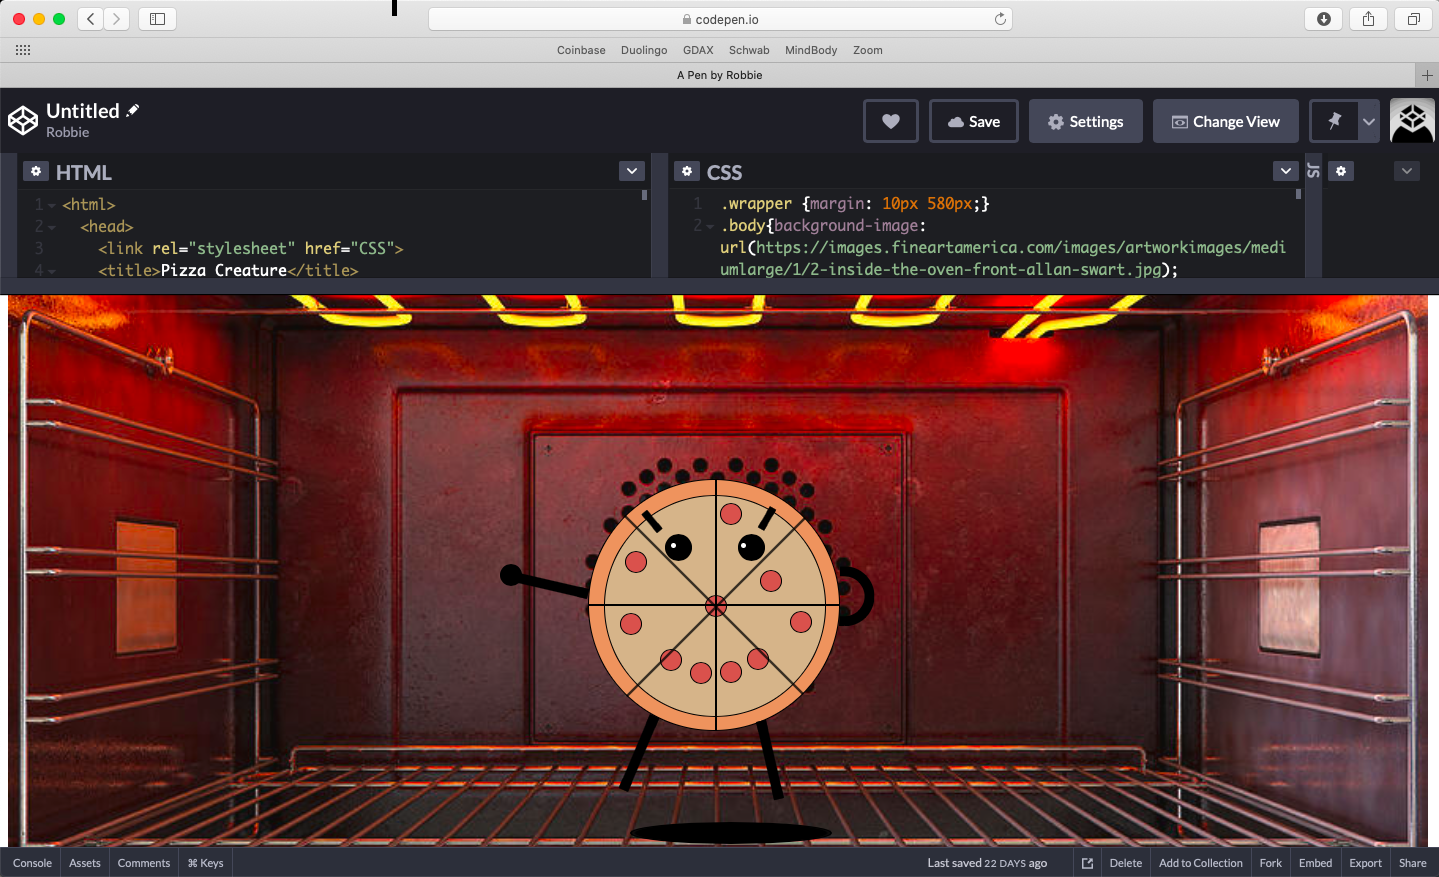 codepen.io
Coinbase Duolingo GDAX Schwab MindBody Zoom
A Pen by Robbie
Untitled
Robbie
Save
Settings
Change View
HTML
1 <html>
2 <head>
3 <link rel="stylesheet" href="CSS">
4 <title>Pizza Creature</title>
CSS
1 .wrapper {margin: 10px 580px;}
2 .body{background-image:
url(https://images.fineartamerica.com/images/artworkimages/medi
umlarge/1/2-inside-the-oven-front-allan-swart.jpg);
JS
Console Assets Comments ⌘ Keys Last saved 22 DAYS ago Delete Add to Collection Fork Embed Export Share